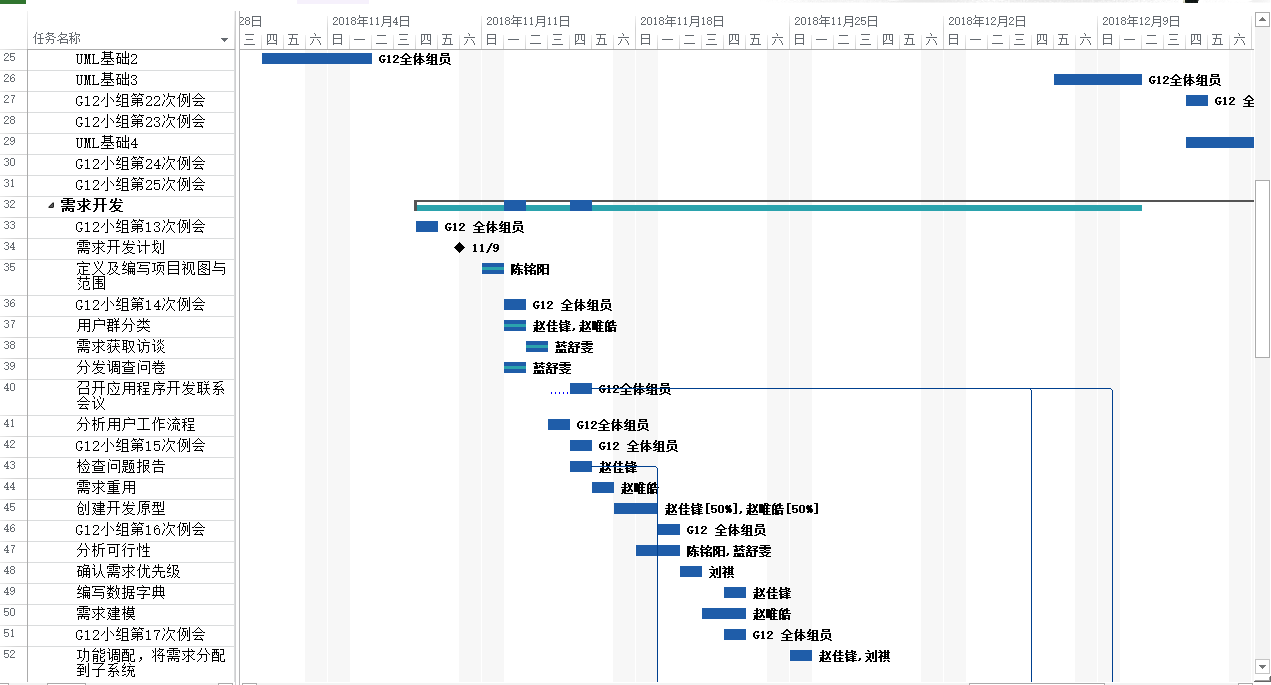 28日 2018年11月4日 2018年11月11日 2018年11月18日 2018年11月25日 2018年12月2日 2018年12月9日
任务名称 三 四 五 六 日 一 二 三 四 五 六 日 一 二 三 四 五 六 日 一 二 三 四 五 六 日 一 二 三 四 五 六 日 一 二 三 四 五 六 日 一 二 三 四 五 六
25 UML基础2 G12全体组员
26 UML基础3 G12全体组员
27 G12小组第22次例会 G12 全
28 G12小组第23次例会
29 UML基础4
30 G12小组第24次例会
31 G12小组第25次例会
32 需求开发
33 G12小组第13次例会 G12 全体组员
34 需求开发计划 11/9
35 定义及编写项目视图与 陈铭阳
范围
36 G12小组第14次例会 G12 全体组员
37 用户群分类 赵佳锋,赵唯皓
38 需求获取访谈 蓝舒雯
39 分发调查问卷 蓝舒雯
40 召开应用程序开发联系 G12全体组员
会议
41 分析用户工作流程 G12全体组员
42 G12小组第15次例会 G12 全体组员
43 检查问题报告 赵佳锋
44 需求重用 赵唯皓
45 创建开发原型 赵佳锋[50%],赵唯皓[50%]
46 G12小组第16次例会 G12 全体组员
47 分析可行性 陈铭阳,蓝舒雯
48 确认需求优先级 刘祺
49 编写数据字典 赵佳锋
50 需求建模 赵唯皓
51 G12小组第17次例会 G12 全体组员
52 功能调配，将需求分配 赵佳锋,刘祺
到子系统